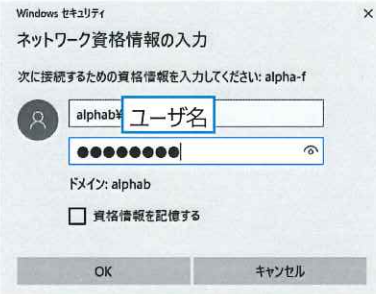 Windows セキュリティ
ネットワーク資格情報の入力
次に接続するための資格情報を入力してください: alpha-f
alphab¥ ユーザ名
●●●●●●●●
ドメイン: alphab
資格情報を記憶する
OK
キャンセル